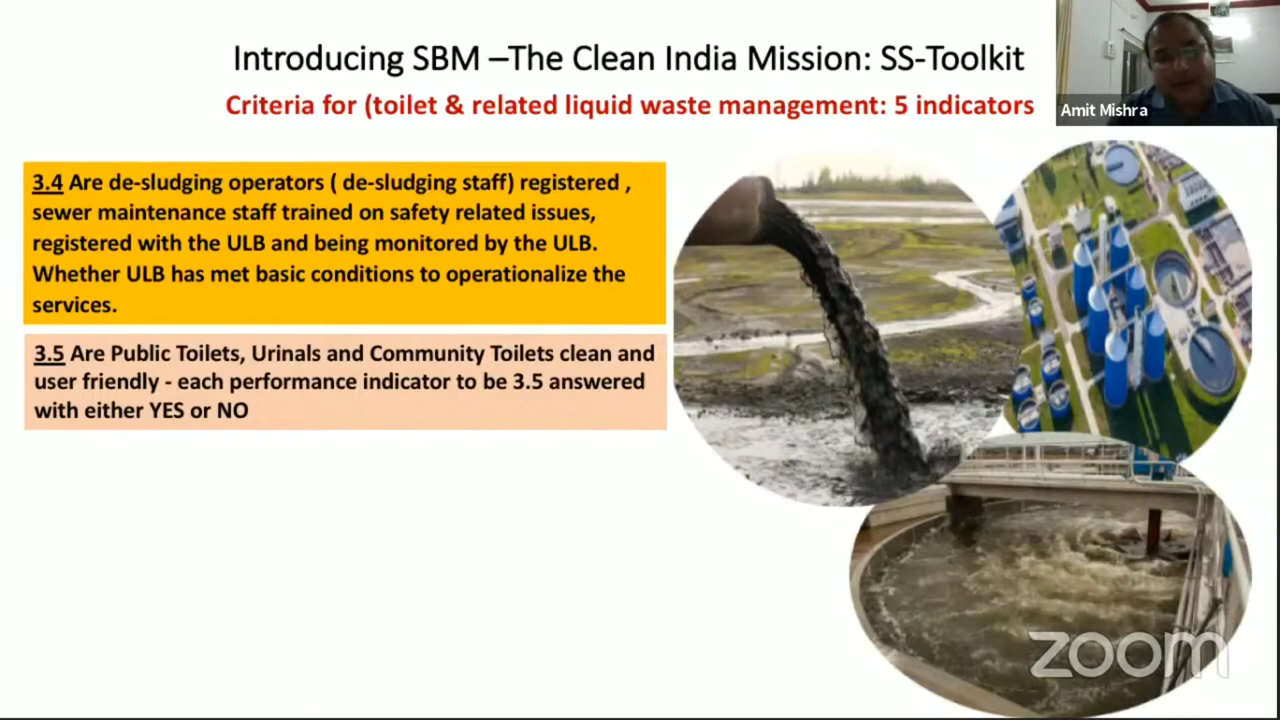 Introducing SBM –The Clean India Mission: SS-Toolkit
Criteria for (toilet & related liquid waste management: 5 indicators
Amit Mishra
3.4 Are de-sludging operators ( de-sludging staff) registered ,
sewer maintenance staff trained on safety related issues,
registered with the ULB and being monitored by the ULB.
Whether ULB has met basic conditions to operationalize the
services.
3.5 Are Public Toilets, Urinals and Community Toilets clean and
user friendly - each performance indicator to be 3.5 answered
with either YES or NO
zoom